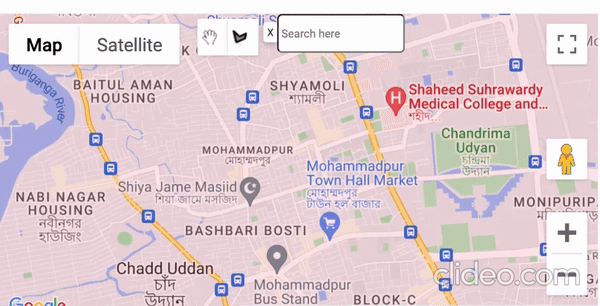 Shyamoli S
Map
Satellite
x
Search here
Buriganga River
BAITUL AMAN
HOUSING
SHYAMOLI
শ্যামলী
Shaheed Suhrawardy
Medical College and...
শহীদ...
Chandrima
Udyan
চন্দ্রিমা
উদ্যান
MOHAMMADPUR
মোহাম্মদপুর
Mohammadpur
Town Hall Market
মোহাম্মদপুর
টাউন হল বাজার
Shiya Jame Masjid
শিয়া জামে মসজিদ
NABI NAGAR
HOUSING
নবীনগর
হাউজিং
MONIPURIPA
BASHBARI BOSTI
Chadd Uddan
চাঁদ
উদ্যান
Mohammadpur
Bus Stand
BLOCK-C
Google
clideo.com